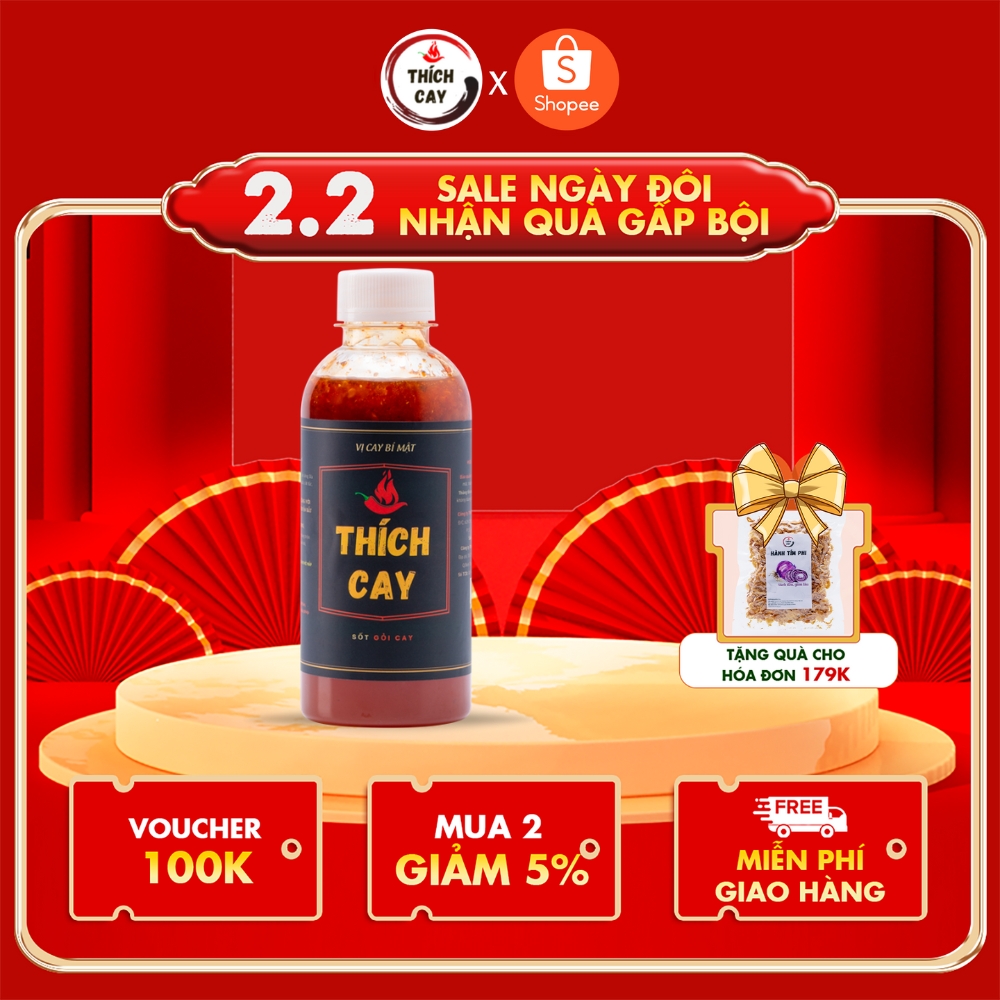 THÍCH
CAY
X
S
Shopee
2.2
SALE NGÀY ĐÔI
NHẬN QUÀ GẤP BỘI
VỊ CAY BÍ MẬT
THÍCH
CAY
SỐT GỎI CAY
HÀNH TÍM PHI
TẶNG QUÀ CHO
HÓA ĐƠN 179K
VOUCHER
100K
MUA 2
GIẢM 5%
FREE
MIỄN PHÍ
GIAO HÀNG